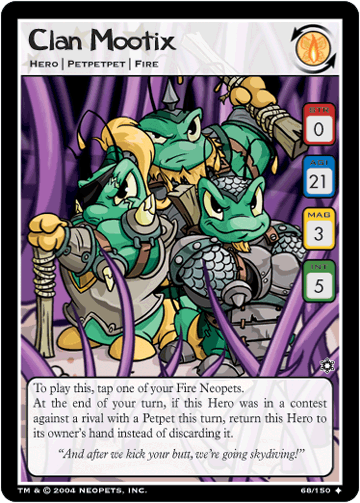 Clan Mootix
HERO | PETPETPET | FIRE
STR
0
AGI
21
MAG
3
INT
5
To play this, tap one of your Fire Neopets.
At the end of your turn, if this Hero was in a contest
against a rival with a Petpet this turn, return this Hero to
its owner's hand instead of discarding it.
"And after we kick your butt, we're going skydiving!"
TM & © 2004 NEOPETS, INC.
68/150